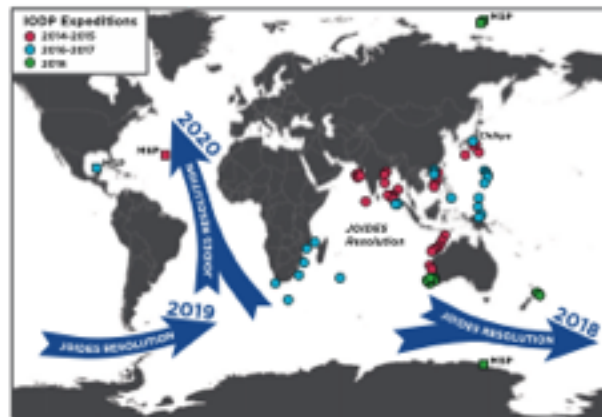 IODP Expeditions
2014-2015
2016-2017
2018
MSP
MSP
MSP
Chikyu
2020
JOIDES RESOLUTION
JOIDES
Resolution
2019
JOIDES RESOLUTION
2018
JOIDES RESOLUTION
MSP